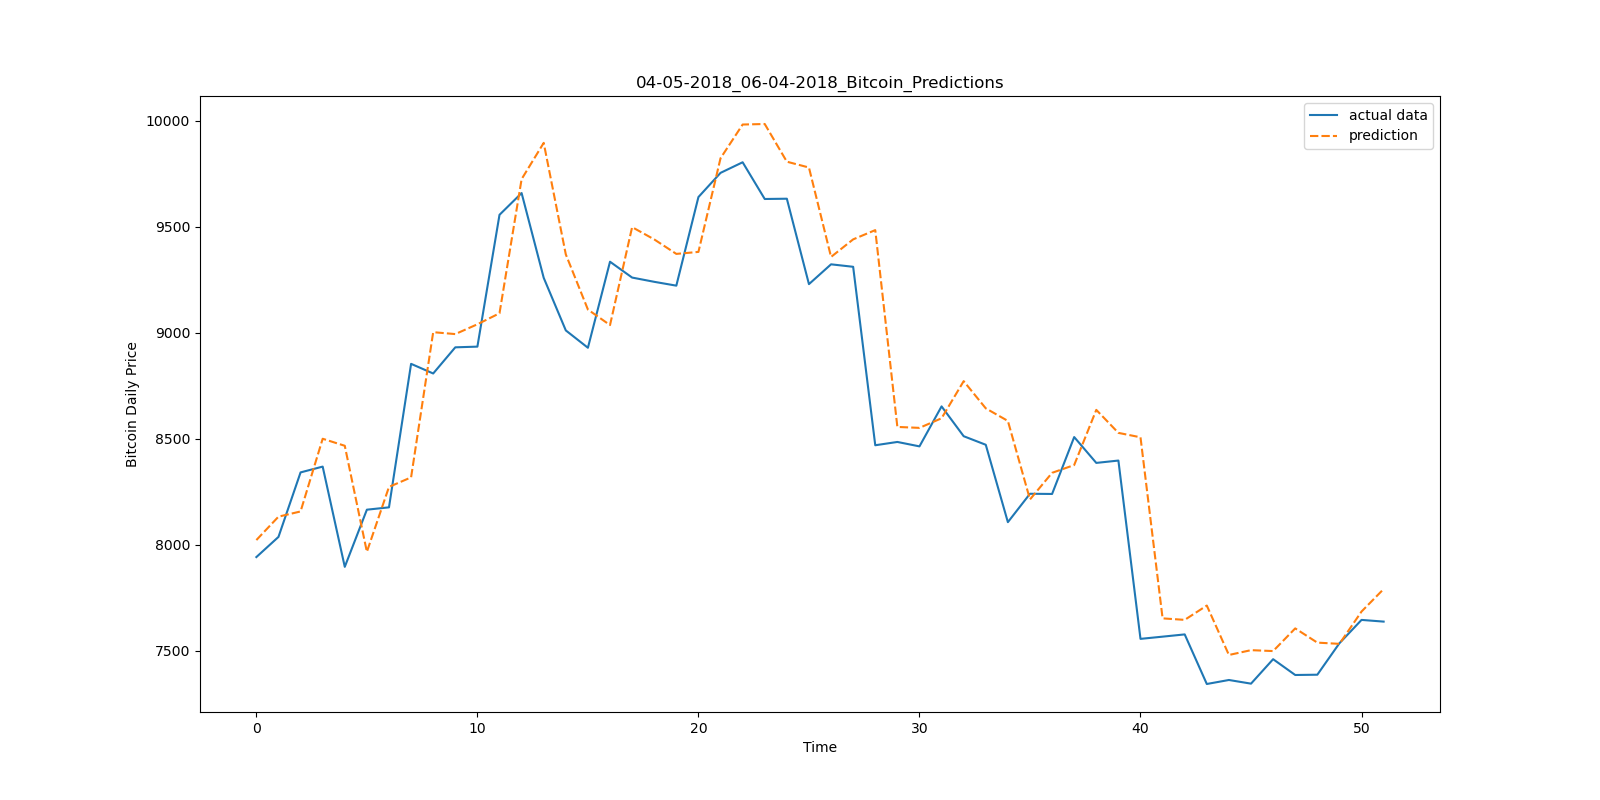 04-05-2018_06-04-2018_Bitcoin_Predictions
actual data
prediction
10000
9500
9000
8500
8000
7500
Bitcoin Daily Price
0 10 20 30 40 50
Time